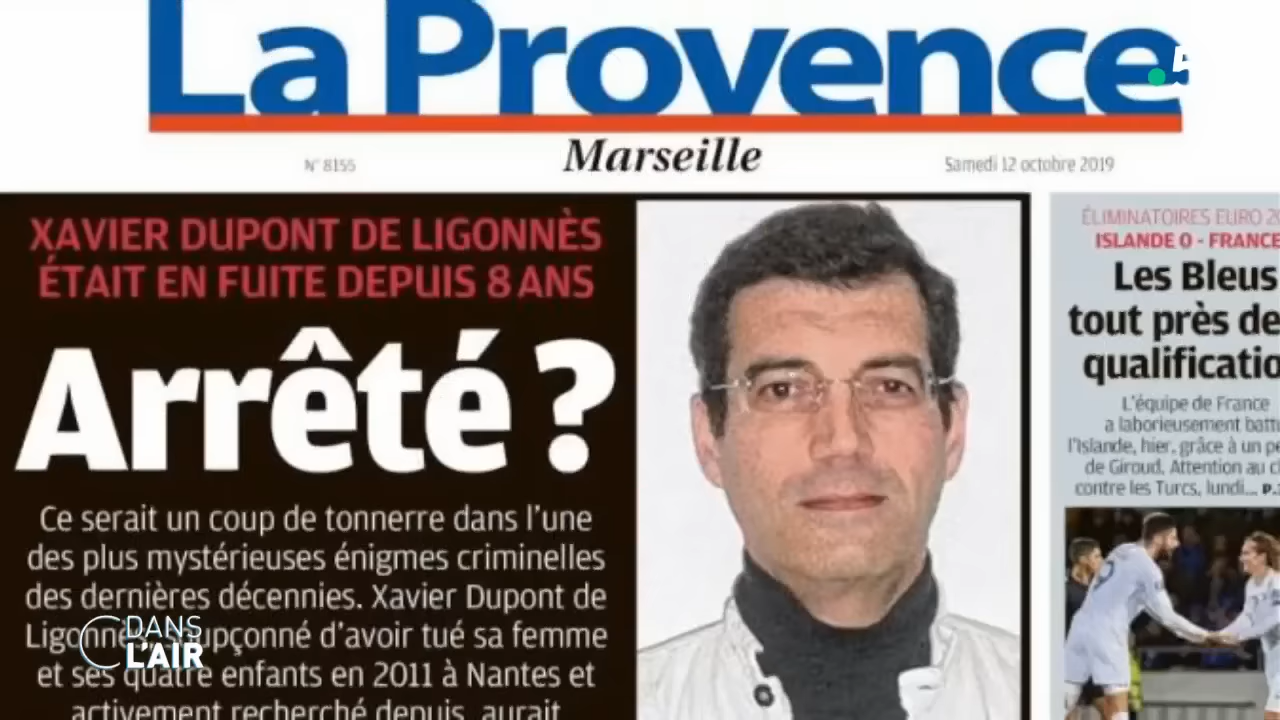 La Provence
5
Marseille
N° 8155
Samedi 12 octobre 2019
XAVIER DUPONT DE LIGONNÈS
ÉTAIT EN FUITE DEPUIS 8 ANS
Arrêté ?
Ce serait un coup de tonnerre dans l'une
des plus mystérieuses énigmes criminelles
des dernières décennies. Xavier Dupont de
Ligonnès, soupçonné d'avoir tué sa femme
et ses quatre enfants en 2011 à Nantes et
activement recherché depuis, aurait
ÉLIMINATOIRES EURO 20
ISLANDE 0 - FRANCE
Les Bleus
tout près de
qualificatio
L'équipe de France
a laborieusement battu
l'Islande, hier, grâce à un pe
de Giroud. Attention au c
contre les Turcs, lundi... P.
C DANS
L'AIR